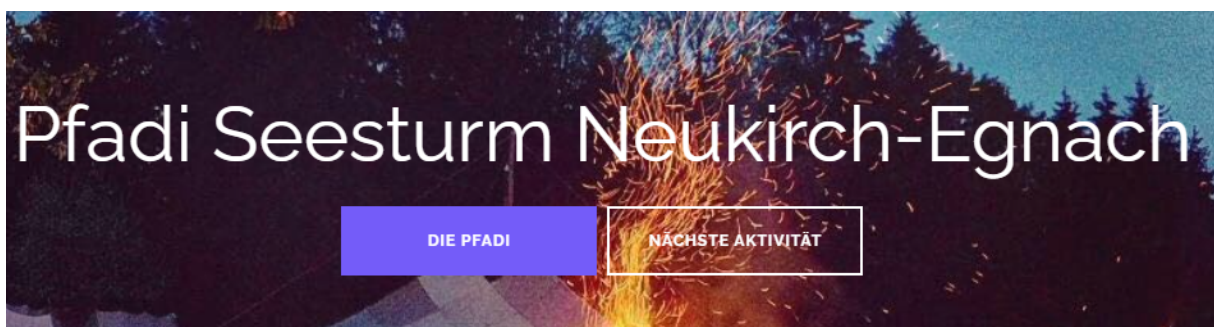 Pfadi Seesturm Neukirch-Egnach
DIE PFADI
NÄCHSTE AKTIVITÄT